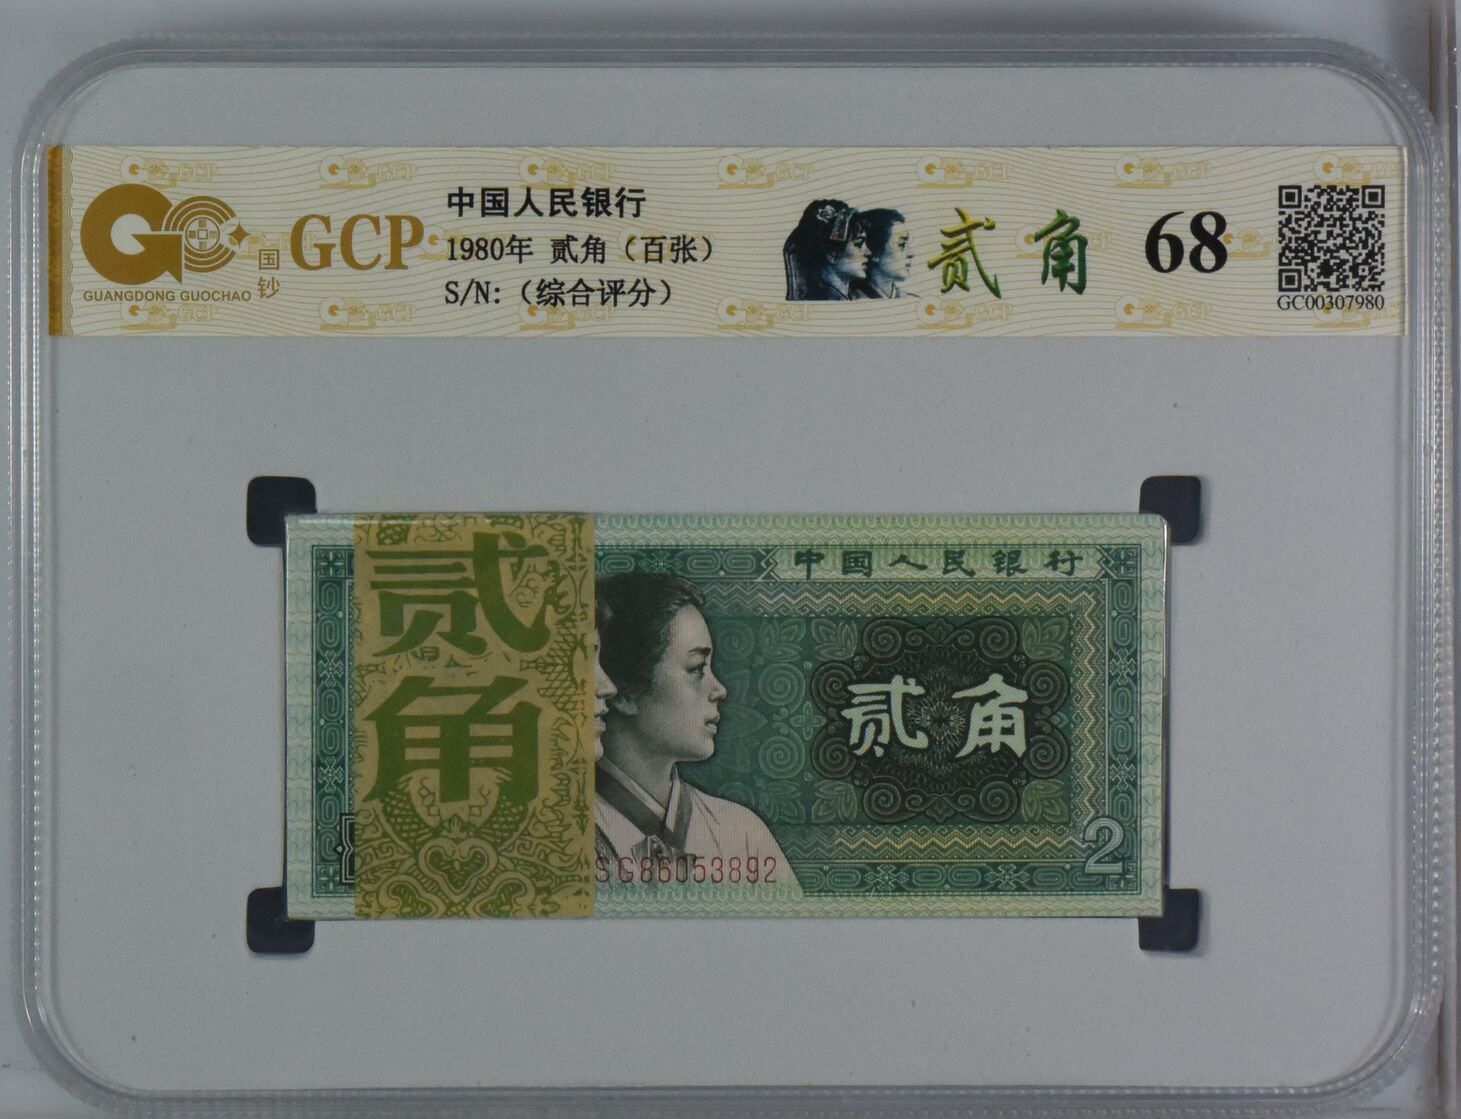 GUANGDONG GUOCHAO
国钞
GCP
中国人民银行
1980年 贰角（百张）
S/N:（综合评分）
贰角
68
GC00307980
贰角
中国人民银行
贰角
SG86053892
2